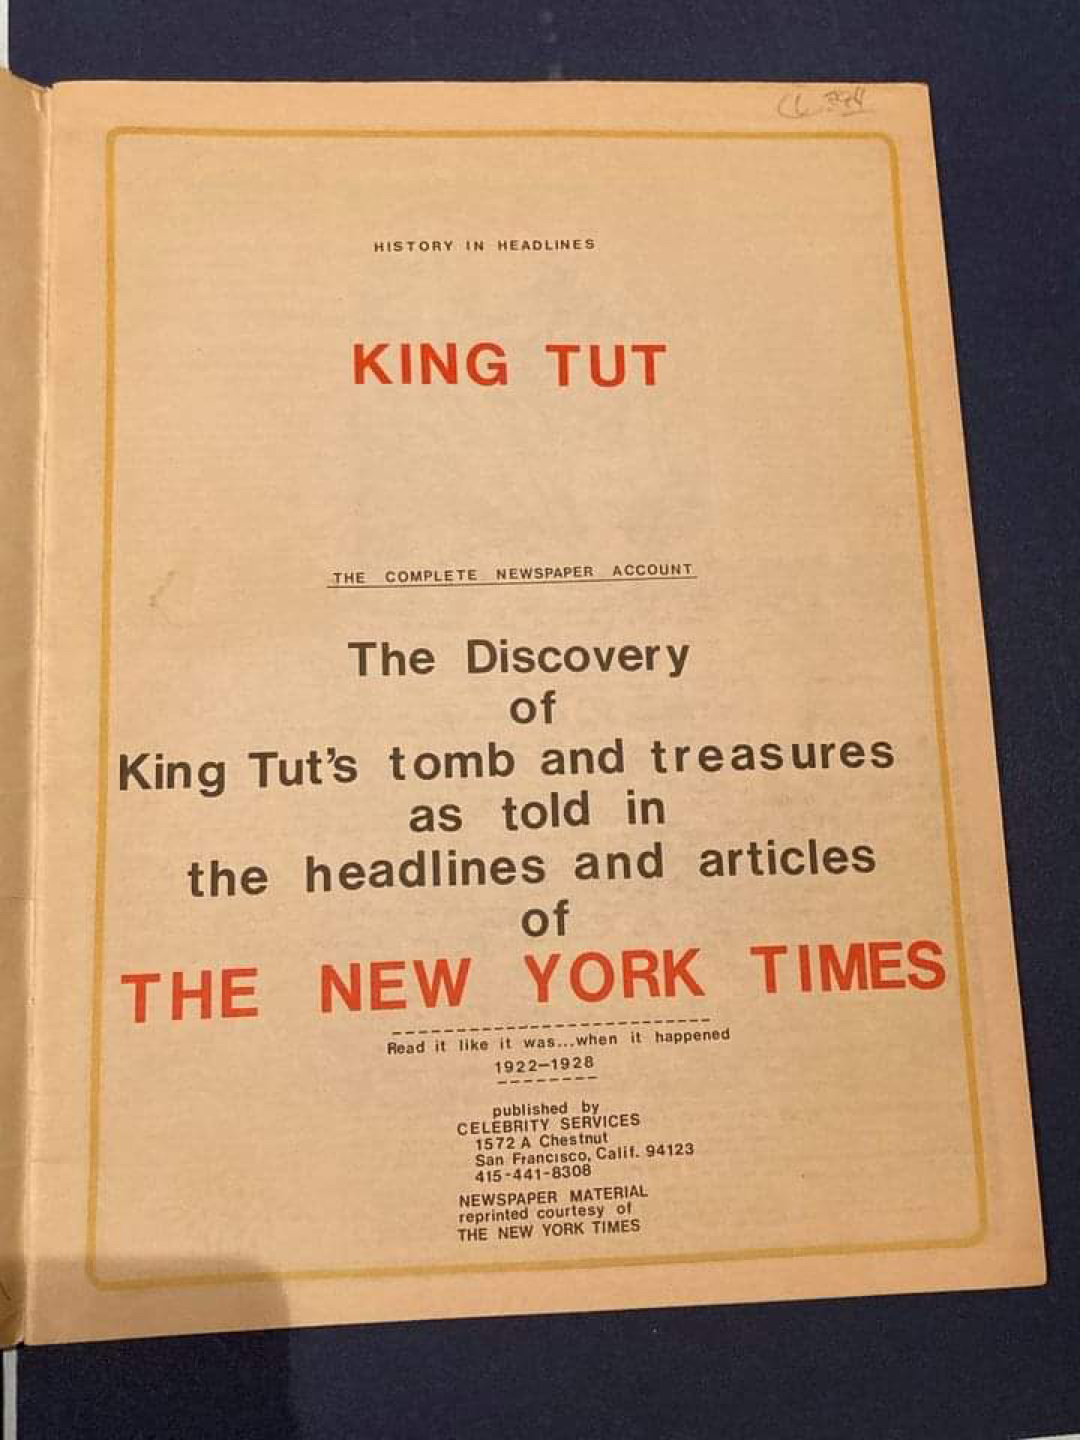 HISTORY IN HEADLINES
KING TUT
THE COMPLETE NEWSPAPER ACCOUNT
The Discovery
of
King Tut's tomb and treasures
as told in
the headlines and articles
of
THE NEW YORK TIMES
Read it like it was...when it happened
1922–1928
published by
CELEBRITY SERVICES
1572 A Chestnut
San Francisco, Calif. 94123
415-441-8308
NEWSPAPER MATERIAL
reprinted courtesy of
THE NEW YORK TIMES